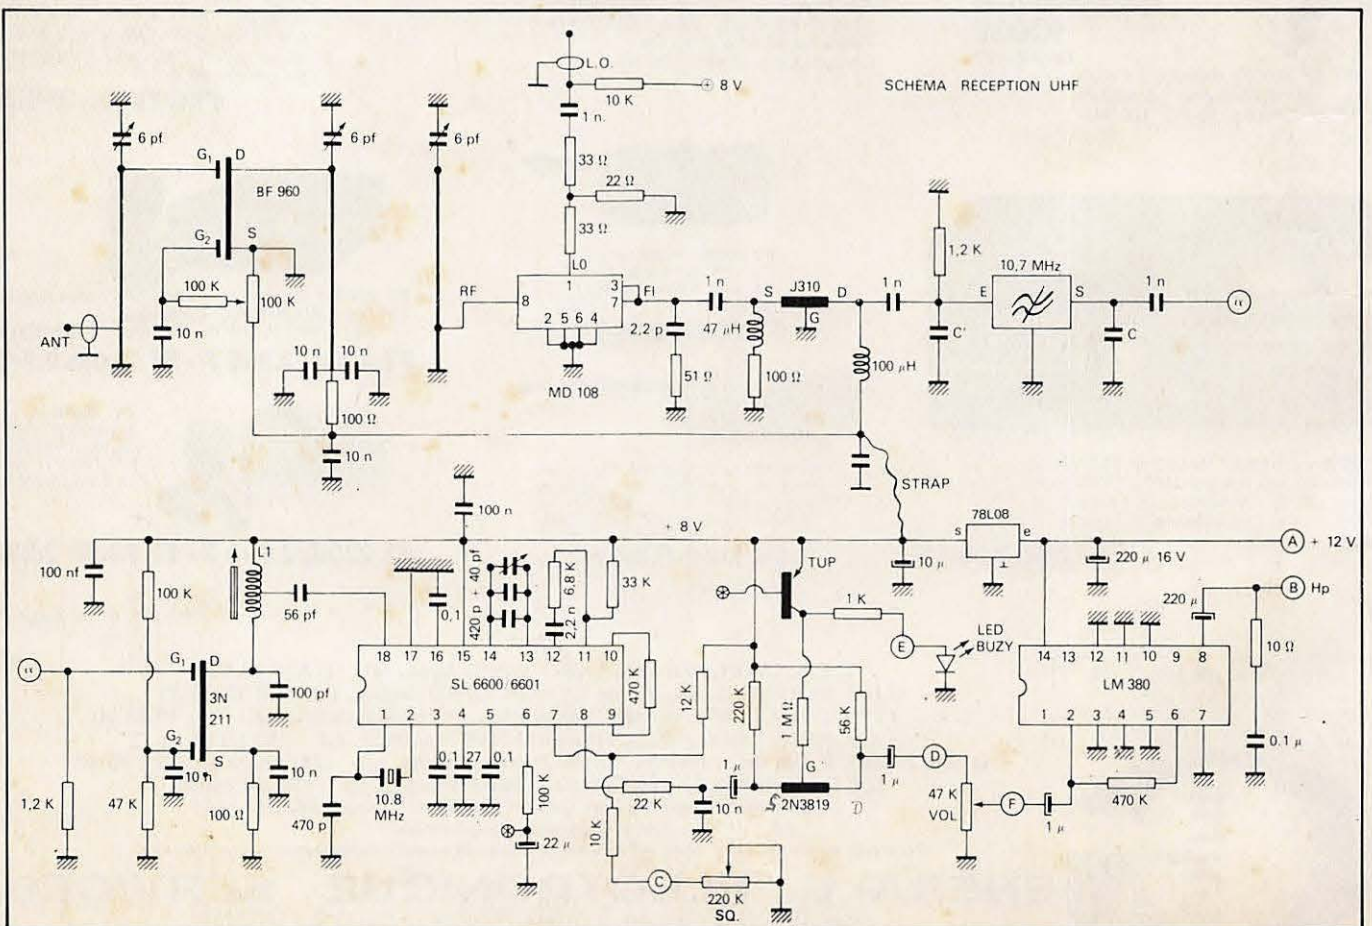 SCHEMA RECEPTION UHF
L.O.
10 K
⊕ 8 V
1 n.
6 pf
6 pf
6 pf
33 Ω
22 Ω
33 Ω
G1 D
BF 960
G2 S
100 K
100 K
10 n
ANT
10 n
10 n
100 Ω
10 n
RF
LO
8
1
3
7
2 5 6 4
MD 108
FI
1 n
2,2 p
51 Ω
47 µH
100 Ω
S
J310
D
G
1 n
100 µH
1,2 K
C'
10,7 MHz
E
S
C
1 n
α
STRAP
100 n
+ 8 V
78L08
s
e
A + 12 V
100 nf
100 K
L1
56 pf
0,1
420 p + 40 pf
2,2 n 6,8 K
33 K
TUP
1 K
E
LED
BUZY
10 µ
220 µ 16 V
220 µ
B Hp
10 Ω
0.1 µ
α
G1 D
3N
211
G2
S
100 pf
10 n
10 n
1,2 K
47 K
100 Ω
18 17 16 15 14 13 12 11 10
SL 6600/6601
1 2 3 4 5 6 7 8 9
470 K
470 p
10.8
MHz
0.1
27
0.1
100 K
22 µ
12 K
220 K
1 MΩ
56 K
22 K
10 K
1 µ
10 n
G
S 2N3819 D
1 µ
D
C
220 K
SQ.
47 K
VOL
F
1 µ
470 K
14 13 12 11 10 9 8
LM 380
1 2 3 4 5 6 7